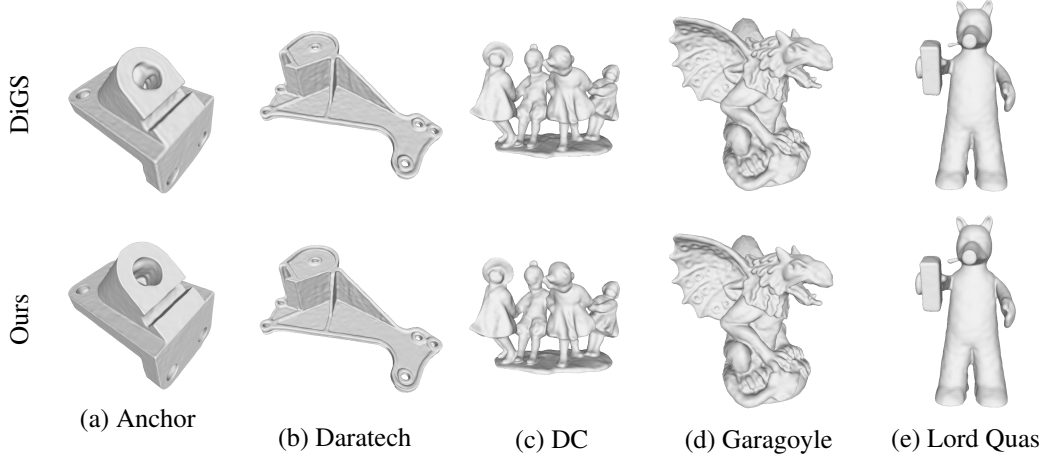 DiGS
Ours
(a) Anchor
(b) Daratech
(c) DC
(d) Garagoyle
(e) Lord Quas